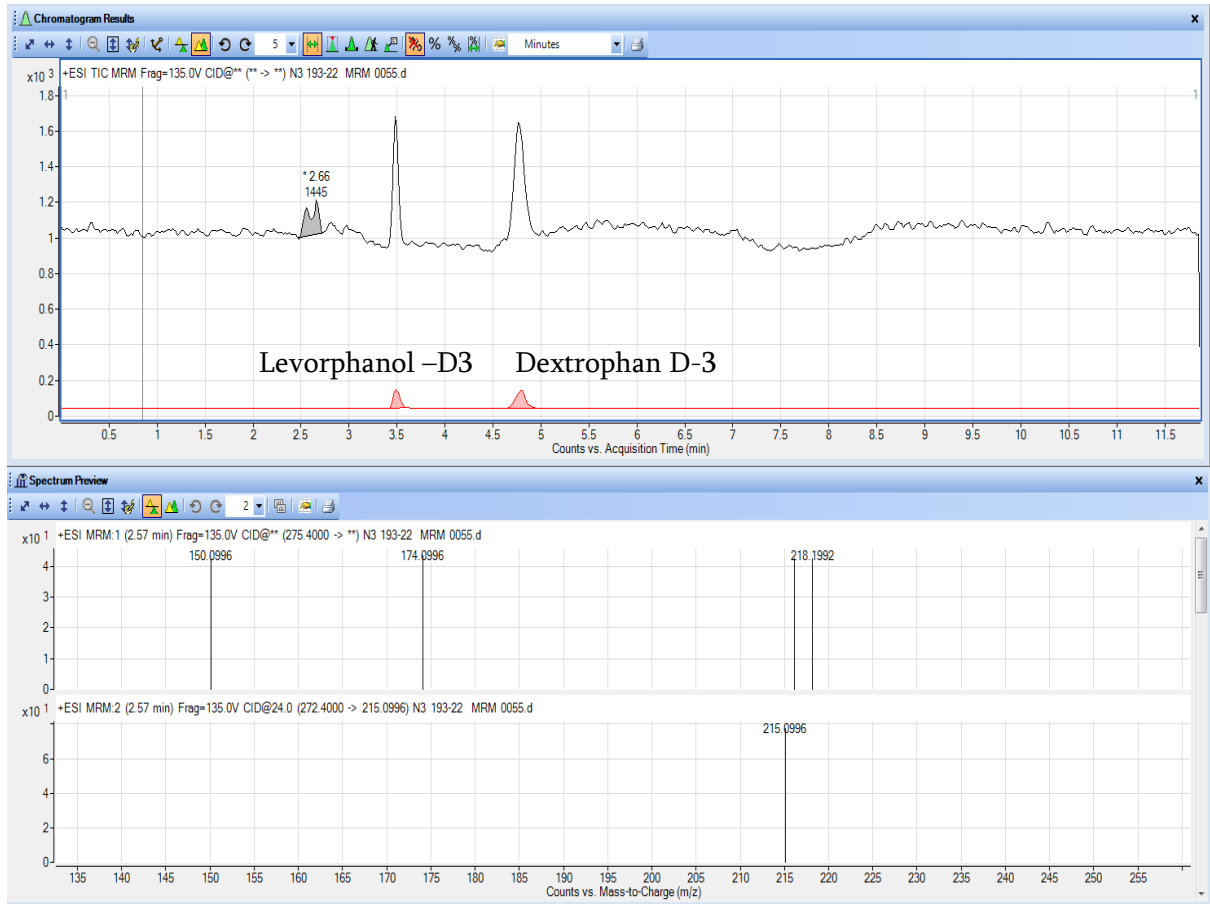 Chromatogram Results
x
5
Minutes
x10 3
+ESI TIC MRM Frag=135.0V CID@** (** -> **) N3 193-22 MRM 0055.d
1.8
1
1
1.6
1.4
* 2.66
1445
1.2
1
0.8
0.6
0.4
Levorphanol –D3
Dextrophan D-3
0.2
0
0.5 1 1.5 2 2.5 3 3.5 4 4.5 5 5.5 6 6.5 7 7.5 8 8.5 9 9.5 10 10.5 11 11.5
Counts vs. Acquisition Time (min)
Spectrum Preview
x
2
x10 1
+ESI MRM:1 (2.57 min) Frag=135.0V CID@** (275.4000 -> **) N3 193-22 MRM 0055.d
150.0996 174.0996 218.1992
4
3
2
1
0
x10 1
+ESI MRM:2 (2.57 min) Frag=135.0V CID@24.0 (272.4000 -> 215.0996) N3 193-22 MRM 0055.d
215.0996
6
4
2
0
135 140 145 150 155 160 165 170 175 180 185 190 195 200 205 210 215 220 225 230 235 240 245 250 255
Counts vs. Mass-to-Charge (m/z)